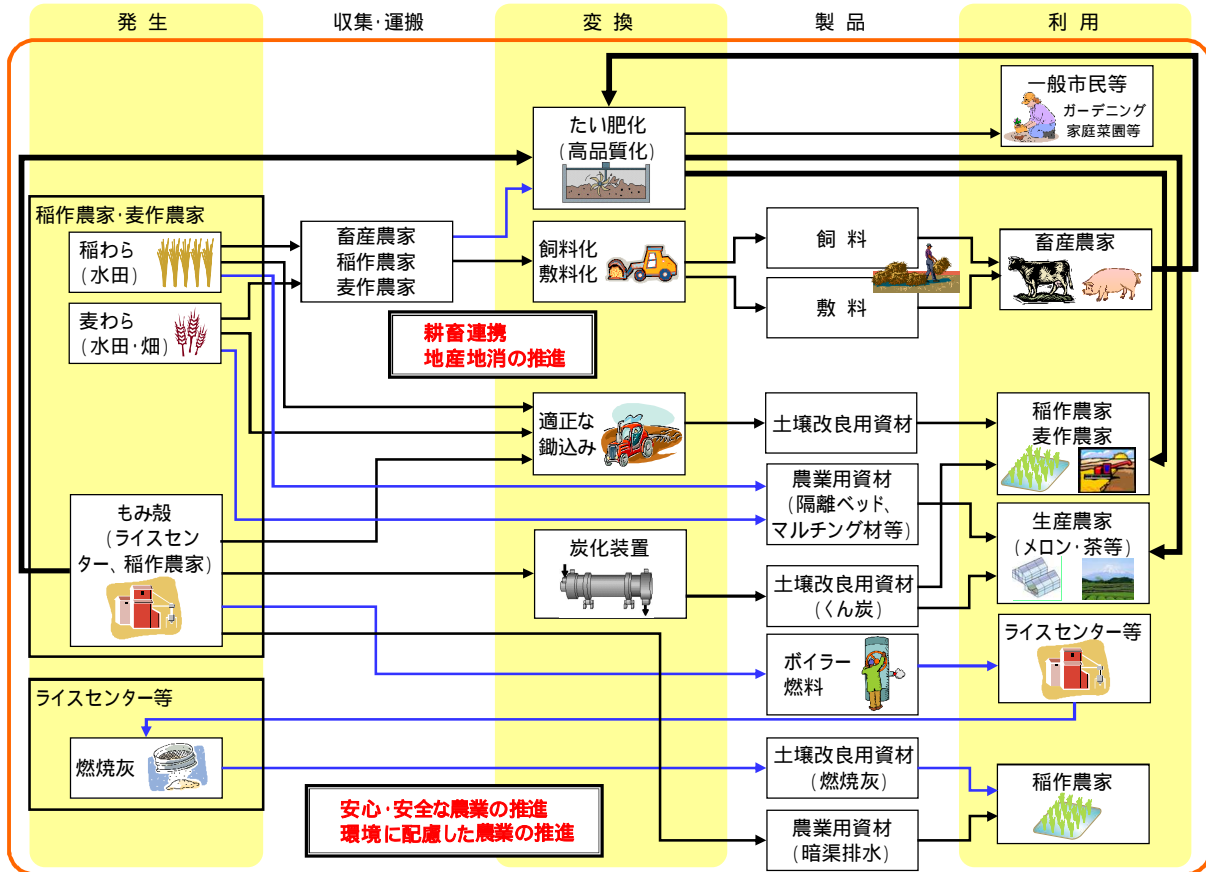 発 生
収集・運搬
変 換
製 品
利 用
一般市民等
ガーデニング
家庭菜園等
たい肥化
(高品質化)
稲作農家・麦作農家
稲わら
(水田)
麦わら
(水田・畑)
畜産農家
稲作農家
麦作農家
飼料化
敷料化
飼 料
敷 料
畜産農家
耕畜連携
地産地消の推進
適正な
鋤込み
土壌改良用資材
稲作農家
麦作農家
農業用資材
(隔離ベッド、
マルチング材等)
もみ殻
(ライスセン
ター、稲作農家)
炭化装置
土壌改良用資材
(くん炭)
生産農家
(メロン・茶等)
ボイラー
燃料
ライスセンター等
ライスセンター等
燃焼灰
土壌改良用資材
(燃焼灰)
稲作農家
安心・安全な農業の推進
環境に配慮した農業の推進
農業用資材
(暗渠排水)